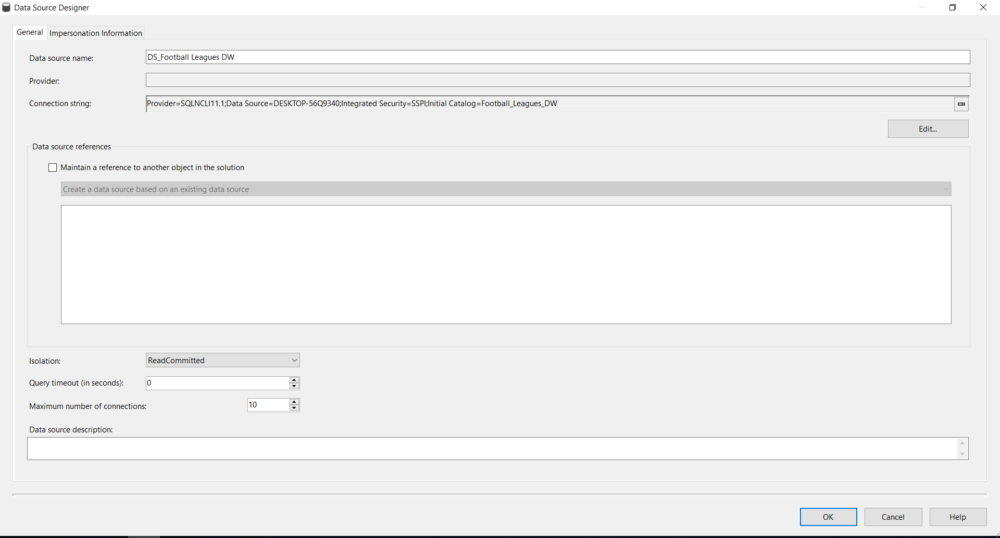 Data Source Designer
General
Impersonation Information
Data source name:
DS_Football Leagues DW
Provider:
Connection string:
Provider=SQLNCLI11.1;Data Source=DESKTOP-56Q9340;Integrated Security=SSPI;Initial Catalog=Football_Leagues_DW
Edit...
Data source references
Maintain a reference to another object in the solution
Create a data source based on an existing data source
Isolation:
ReadCommitted
Query timeout (in seconds):
0
Maximum number of connections:
10
Data source description:
OK
Cancel
Help